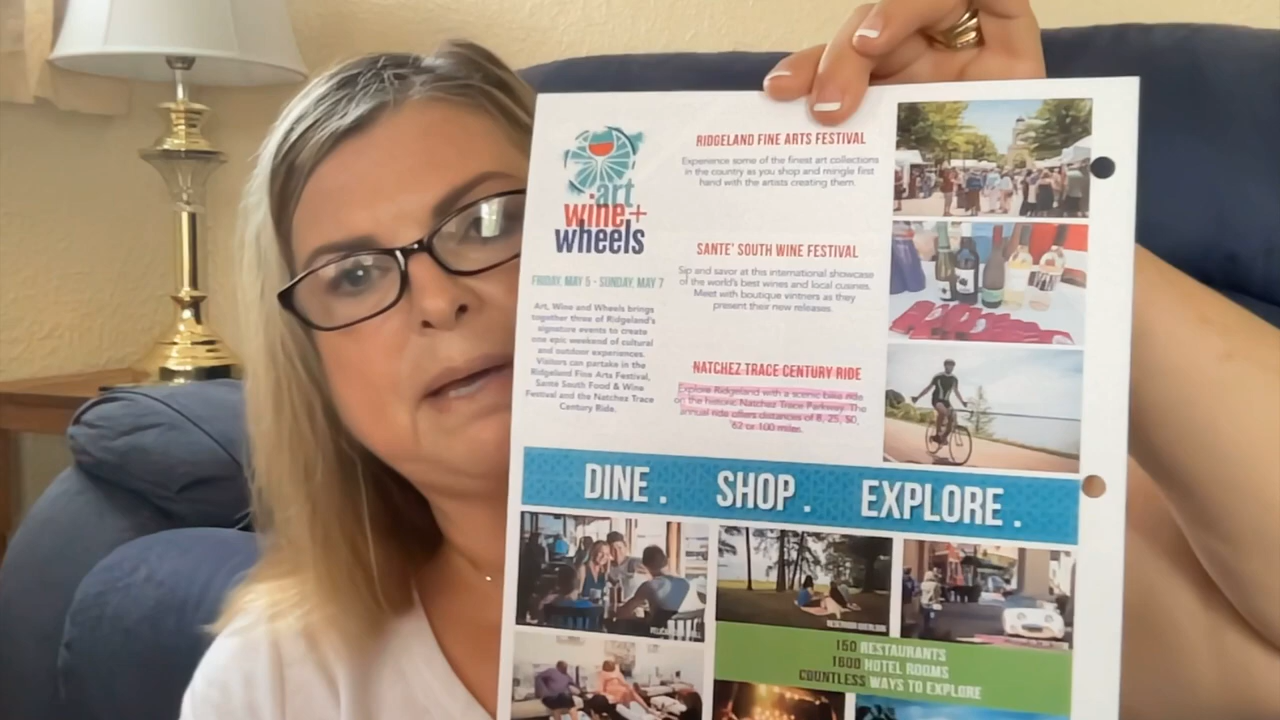 art
wine+
wheels
FRIDAY, MAY 5 - SUNDAY, MAY 7
Art, Wine and Wheels brings
together three of Ridgeland's
signature events to create
one epic weekend of cultural
and outdoor experiences.
Visitors can partake in the
Ridgeland Fine Arts Festival,
Sante South Food & Wine
Festival and the Natchez Trace
Century Ride.
RIDGELAND FINE ARTS FESTIVAL
Experience some of the finest art collections
in the country as you shop and mingle first
hand with the artists creating them.
SANTE' SOUTH WINE FESTIVAL
Sip and savor at this international showcase
of the world's best wines and local cuisines.
Meet with boutique vintners as they
present their new releases.
NATCHEZ TRACE CENTURY RIDE
Explore Ridgeland with a scenic bike ride
on the historic Natchez Trace Parkway. The
annual ride offers distances of 8, 25, 50,
62 or 100 miles.
DINE . SHOP . EXPLORE .
RESERVOIR OVERLOOK
150 RESTAURANTS
1600 HOTEL ROOMS
COUNTLESS WAYS TO EXPLORE